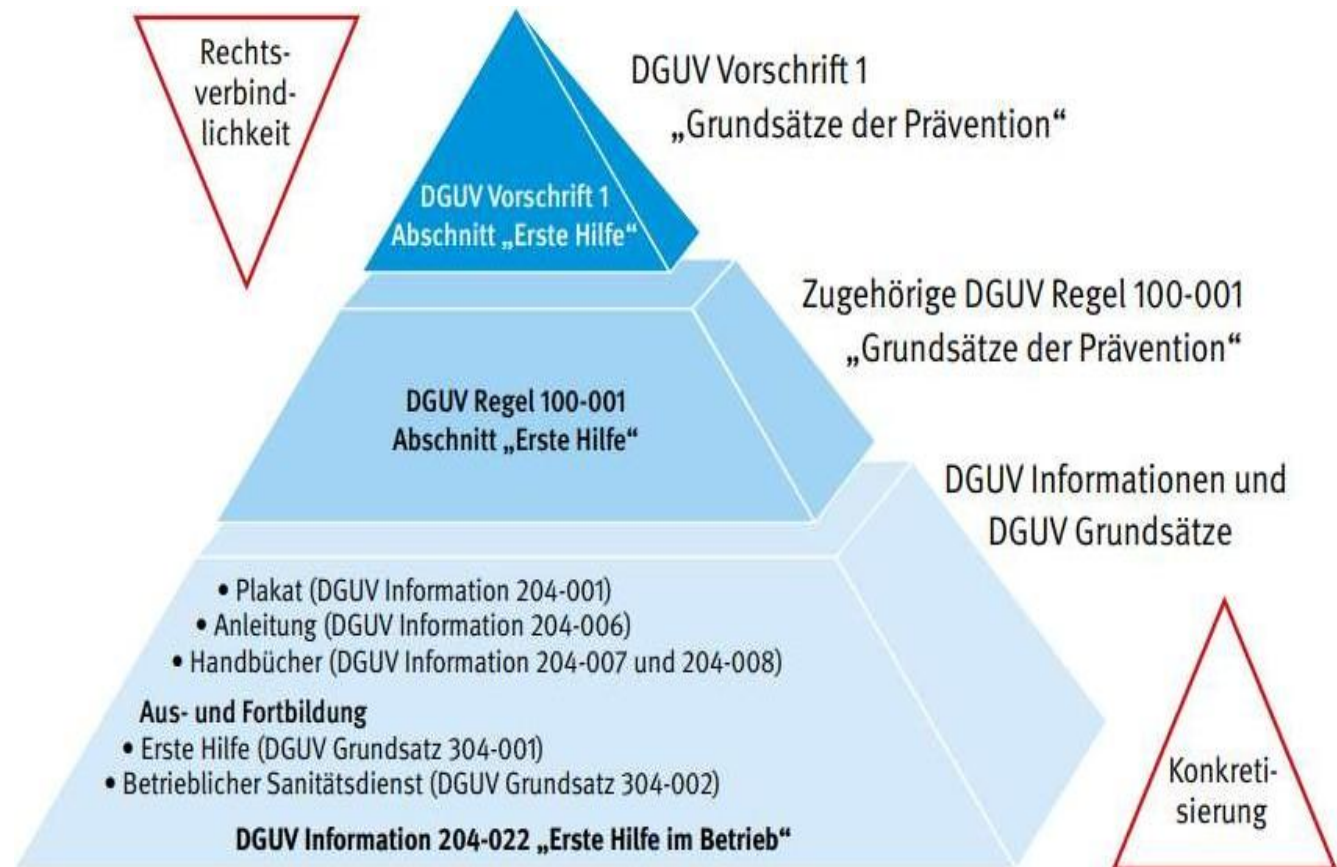 Rechts-
verbind-
lichkeit
DGUV Vorschrift 1
„Grundsätze der Prävention“
DGUV Vorschrift 1
Abschnitt „Erste Hilfe“
Zugehörige DGUV Regel 100-001
„Grundsätze der Prävention“
DGUV Regel 100-001
Abschnitt „Erste Hilfe“
DGUV Informationen und
DGUV Grundsätze
• Plakat (DGUV Information 204-001)
• Anleitung (DGUV Information 204-006)
• Handbücher (DGUV Information 204-007 und 204-008)
Aus- und Fortbildung
• Erste Hilfe (DGUV Grundsatz 304-001)
• Betrieblicher Sanitätsdienst (DGUV Grundsatz 304-002)
DGUV Information 204-022 „Erste Hilfe im Betrieb“
Konkreti-
sierung